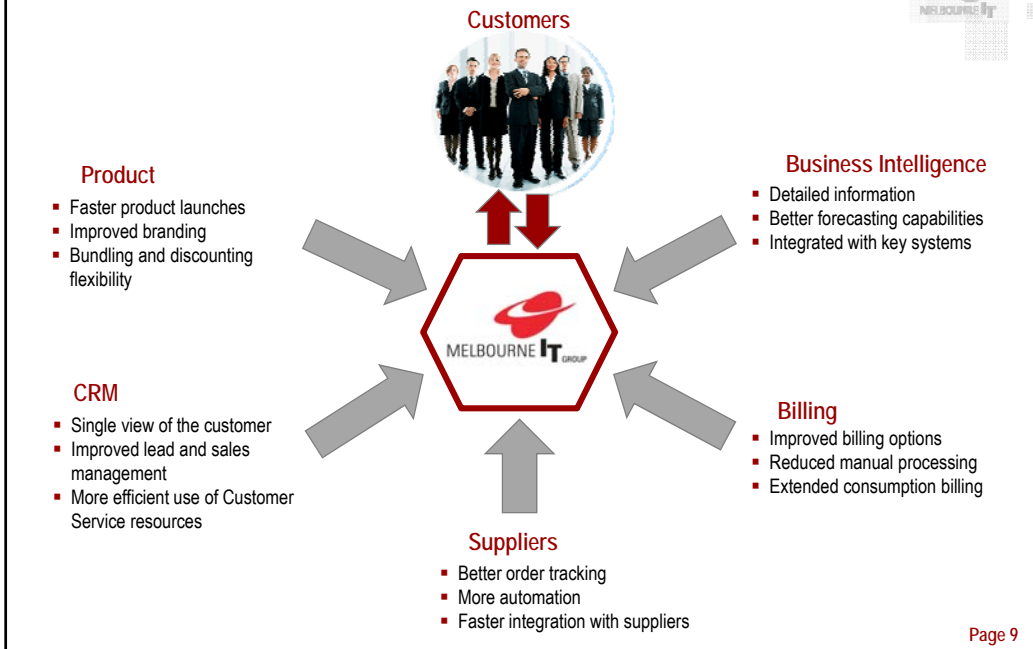 Customers
MELBOURNE IT
Product
▪ Faster product launches
▪ Improved branding
▪ Bundling and discounting
flexibility
Business Intelligence
▪ Detailed information
▪ Better forecasting capabilities
▪ Integrated with key systems
MELBOURNE IT GROUP
CRM
▪ Single view of the customer
▪ Improved lead and sales
management
▪ More efficient use of Customer
Service resources
Billing
▪ Improved billing options
▪ Reduced manual processing
▪ Extended consumption billing
Suppliers
▪ Better order tracking
▪ More automation
▪ Faster integration with suppliers
Page 9